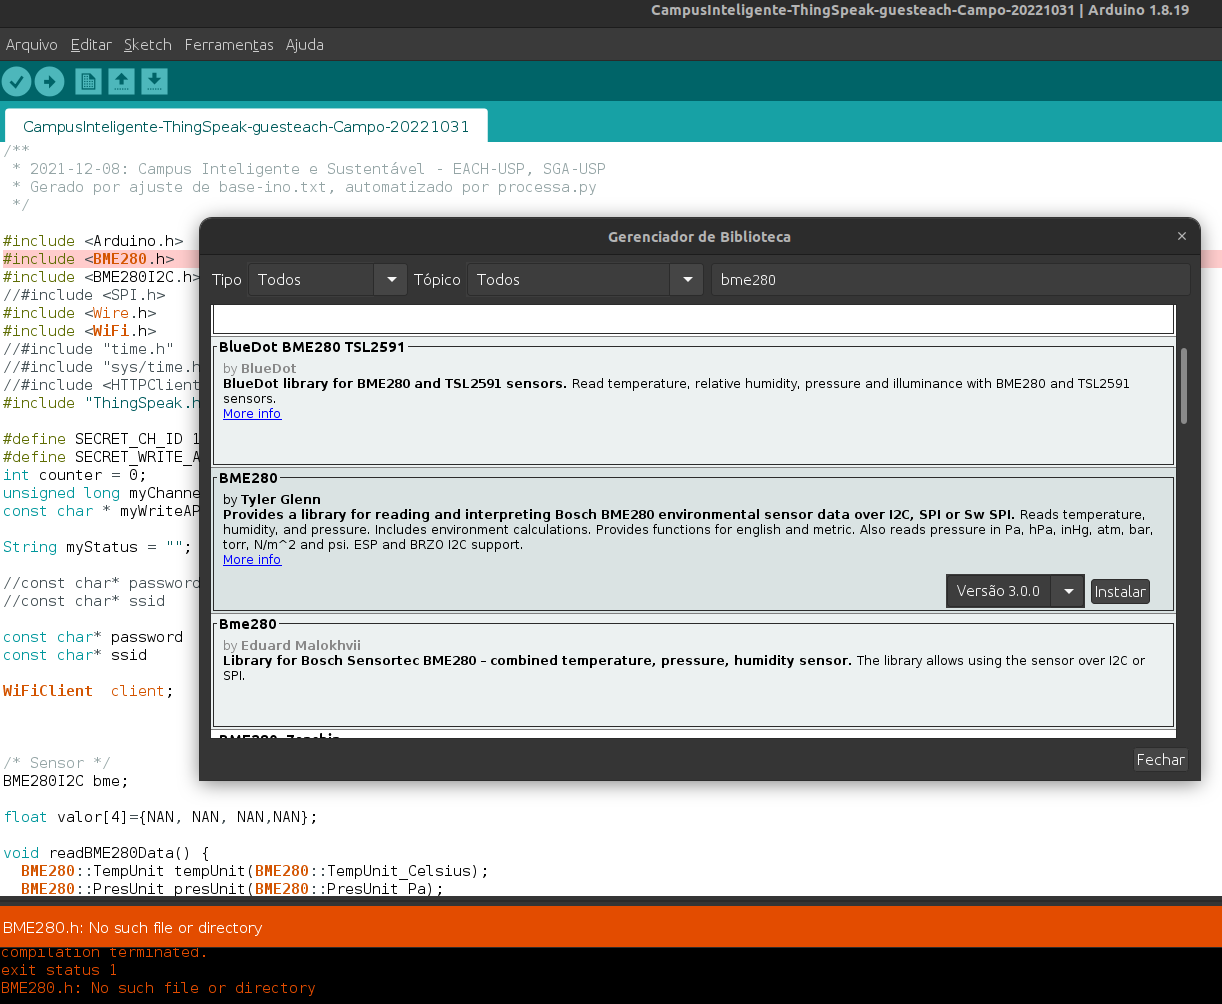 CampusInteligente-ThingSpeak-guesteach-Campo-20221031 | Arduino 1.8.19
Arquivo Editar Sketch Ferramentas Ajuda
CampusInteligente-ThingSpeak-guesteach-Campo-20221031
/**
* 2021-12-08: Campus Inteligente e Sustentável - EACH-USP, SGA-USP
* Gerado por ajuste de base-ino.txt, automatizado por processa.py
*/
#include <Arduino.h>
#include <BME280.h>
#include <BME280I2C.h>
//#include <SPI.h>
#include <Wire.h>
#include <WiFi.h>
//#include "time.h"
//#include "sys/time.h
//#include <HTTPClient
#include "ThingSpeak.h
#define SECRET_CH_ID 1
#define SECRET_WRITE_A
int counter = 0;
unsigned long myChanne
const char * myWriteAP
String myStatus = "";
//const char* password
//const char* ssid
const char* password
const char* ssid
WiFiClient client;
/* Sensor */
BME280I2C bme;
float valor[4]={NAN, NAN, NAN,NAN};
void readBME280Data() {
BME280::TempUnit tempUnit(BME280::TempUnit_Celsius);
BME280::PresUnit presUnit(BME280::PresUnit_Pa);
Gerenciador de Biblioteca
×
Tipo Todos Tópico Todos bme280
BlueDot BME280 TSL2591
by BlueDot
BlueDot library for BME280 and TSL2591 sensors. Read temperature, relative humidity, pressure and illuminance with BME280 and TSL2591
sensors.
More info
BME280
by Tyler Glenn
Provides a library for reading and interpreting Bosch BME280 environmental sensor data over I2C, SPI or Sw SPI. Reads temperature,
humidity, and pressure. Includes environment calculations. Provides functions for english and metric. Also reads pressure in Pa, hPa, inHg, atm, bar,
torr, N/m^2 and psi. ESP and BRZO I2C support.
More info
Versão 3.0.0 Instalar
Bme280
by Eduard Malokhvii
Library for Bosch Sensortec BME280 – combined temperature, pressure, humidity sensor. The library allows using the sensor over I2C or
SPI.
Fechar
BME280.h: No such file or directory
compilation terminated.
exit status 1
BME280.h: No such file or directory